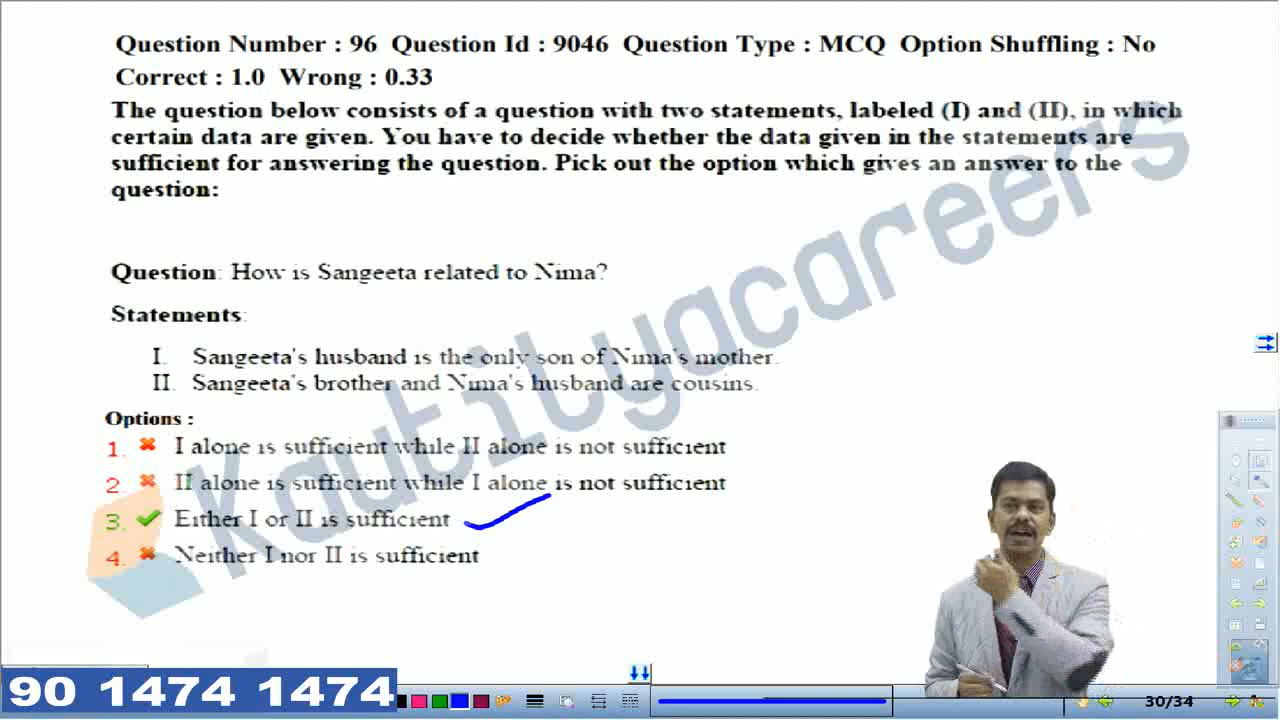 Question Number : 96 Question Id : 9046 Question Type : MCQ Option Shuffling : No
Correct : 1.0 Wrong : 0.33
The question below consists of a question with two statements, labeled (I) and (II), in which
certain data are given. You have to decide whether the data given in the statements are
sufficient for answering the question. Pick out the option which gives an answer to the
question:
Question: How is Sangeeta related to Nima?
Statements:
I. Sangeeta's husband is the only son of Nima's mother.
II. Sangeeta's brother and Nima's husband are cousins.
Options :
1. I alone is sufficient while II alone is not sufficient
2. II alone is sufficient while I alone is not sufficient
3. Either I or II is sufficient
4. Neither I nor II is sufficient
Kautilyacareers
90 1474 1474
30/34